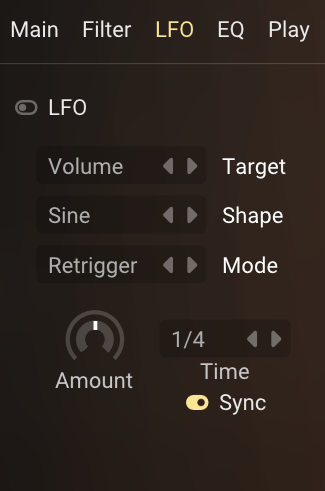 Main Filter LFO EQ Play
LFO
Volume Target
Sine Shape
Retrigger Mode
1/4
Amount Time
Sync